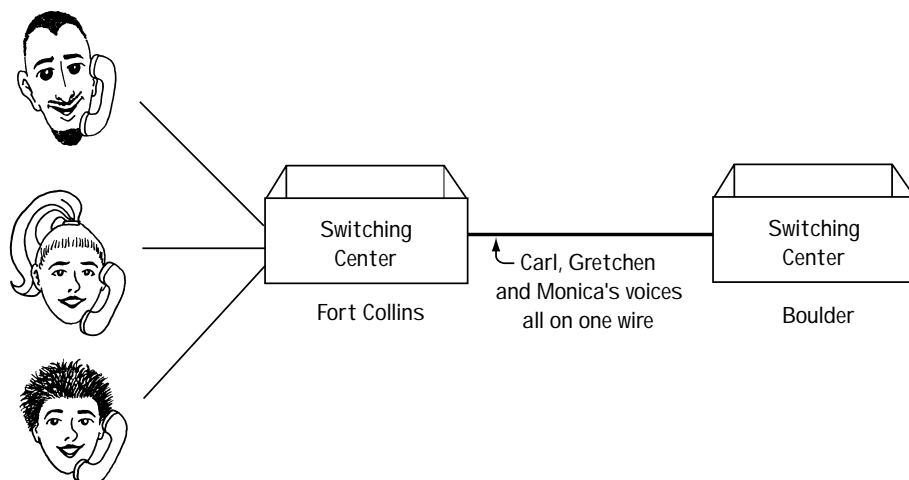 Switching
Center
Fort Collins
Carl, Gretchen
and Monica's voices
all on one wire
Switching
Center
Boulder